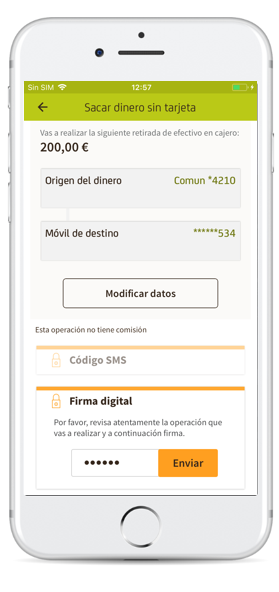 Sin SIM 12:57
Sacar dinero sin tarjeta
Vas a realizar la siguiente retirada de efectivo en cajero:
200,00 €
Origen del dinero Comun *4210
Móvil de destino ******534
Modificar datos
Esta operación no tiene comisión
Código SMS
Firma digital
Por favor, revisa atentamente la operación que
vas a realizar y a continuación firma.
•••••• Enviar